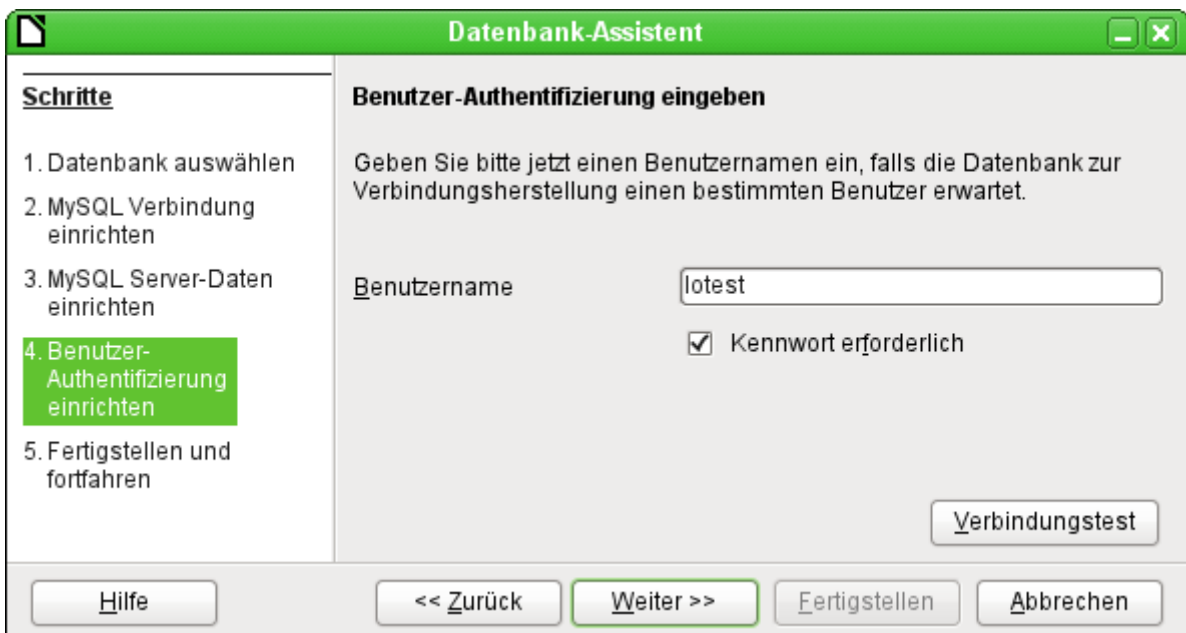 Datenbank-Assistent
Schritte
1. Datenbank auswählen
2. MySQL Verbindung
einrichten
3. MySQL Server-Daten
einrichten
4. Benutzer-
Authentifizierung
einrichten
5. Fertigstellen und
fortfahren
Benutzer-Authentifizierung eingeben
Geben Sie bitte jetzt einen Benutzernamen ein, falls die Datenbank zur
Verbindungsherstellung einen bestimmten Benutzer erwartet.
Benutzername
lotest
Kennwort erforderlich
Verbindungstest
Hilfe
<< Zurück
Weiter >>
Fertigstellen
Abbrechen